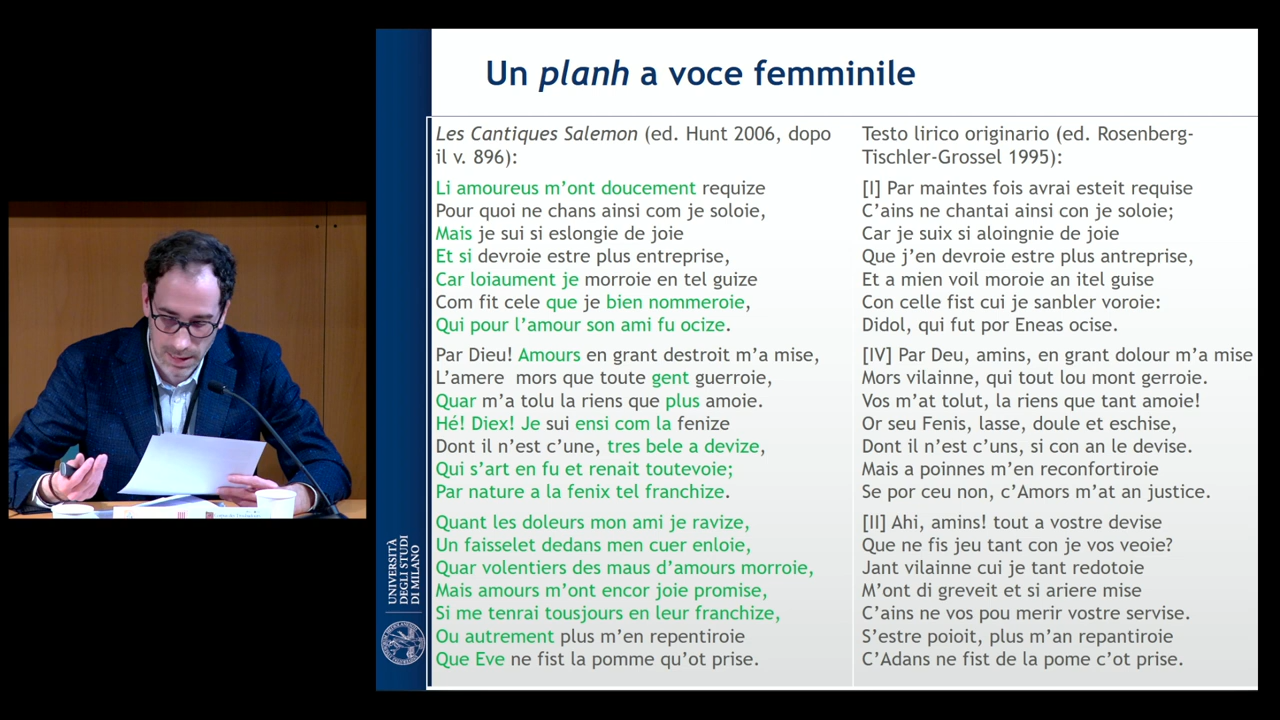 Un planh a voce femminile
Les Cantiques Salemon (ed. Hunt 2006, dopo
il v. 896):
Li amoureus m’ont doucement requize
Pour quoi ne chans ainsi com je soloie,
Mais je sui si eslongie de joie
Et si devroie estre plus entreprise,
Car loiaument je morroie en tel guize
Com fit cele que je bien nommeroie,
Qui pour l’amour son ami fu ocize.
Par Dieu! Amours en grant destroit m’a mise,
L’amere mors que toute gent guerroie,
Quar m’a tolu la riens que plus amoie.
Hé! Diex! Je sui ensi com la fenize
Dont il n’est c’une, tres bele a devize,
Qui s’art en fu et renait toutevoie;
Par nature a la fenix tel franchize.
Quant les doleurs mon ami je ravize,
Un faisselet dedans men cuer enloie,
Quar volentiers des maus d’amours morroie,
Mais amours m’ont encor joie promise,
Si me tenrai tousjours en leur franchize,
Ou autrement plus m’en repentiroie
Que Eve ne fist la pomme qu’ot prise.
Testo lirico originario (ed. Rosenberg-
Tischler-Grossel 1995):
[I] Par maintes fois avrai esteit requise
C’ains ne chantai ainsi con je soloie;
Car je suix si aloingnie de joie
Que j’en devroie estre plus antreprise,
Et a mien voil moroie an itel guise
Con celle fist cui je sanbler voroie:
Didol, qui fut por Eneas ocise.
[IV] Par Deu, amins, en grant dolour m’a mise
Mors vilainne, qui tout lou mont gerroie.
Vos m’at tolut, la riens que tant amoie!
Or seu Fenis, lasse, doule et eschise,
Dont il n’est c’uns, si con an le devise.
Mais a poinnes m’en reconfortiroie
Se por ceu non, c’Amors m’at an justice.
[II] Ahi, amins! tout a vostre devise
Que ne fis jeu tant con je vos veoie?
Jant vilainne cui je tant redotoie
M’ont di greveit et si ariere mise
C’ains ne vos pou merir vostre servise.
S’estre poioit, plus m’an repantiroie
C’Adans ne fist de la pome c’ot prise.
UNIVERSITÀ
DEGLI STUDI
DI MILANO